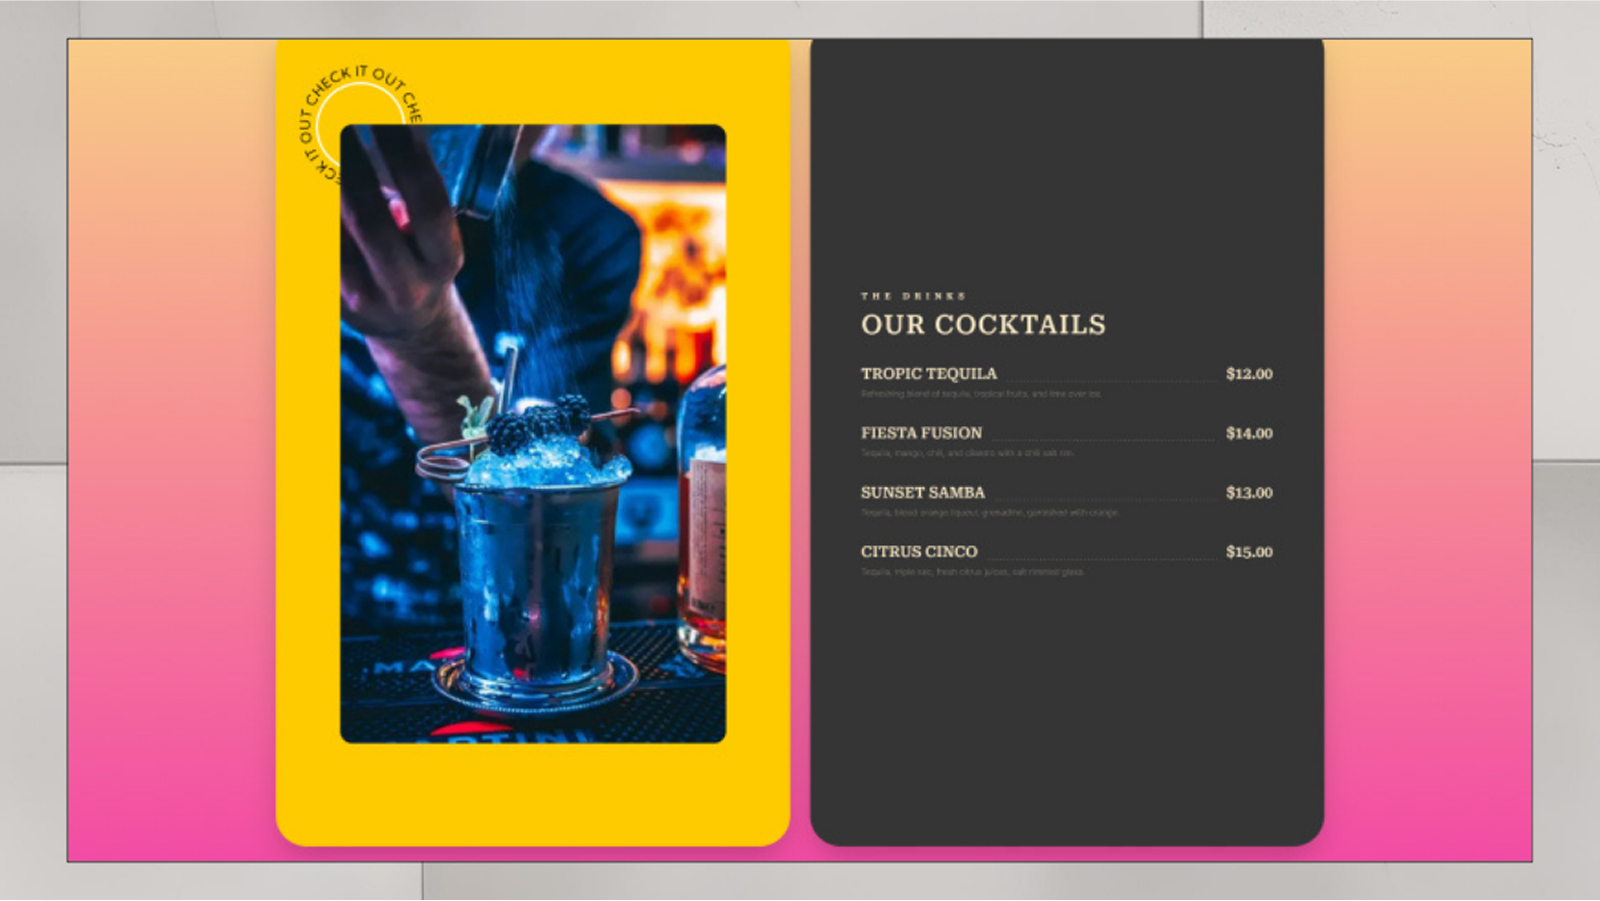 CHECK IT OUT CHECK IT OUT CHE
THE DRINKS
OUR COCKTAILS
TROPIC TEQUILA $12.00
Refreshing blend of tequila, tropical fruits, and lime over ice.
FIESTA FUSION $14.00
Tequila, mango, chili, and cilantro with a chili salt rim.
SUNSET SAMBA $13.00
Tequila, blood orange liqueur, grenadine, garnished with orange.
CITRUS CINCO $15.00
Tequila, triple sec, fresh citrus juices, salt rimmed glass.